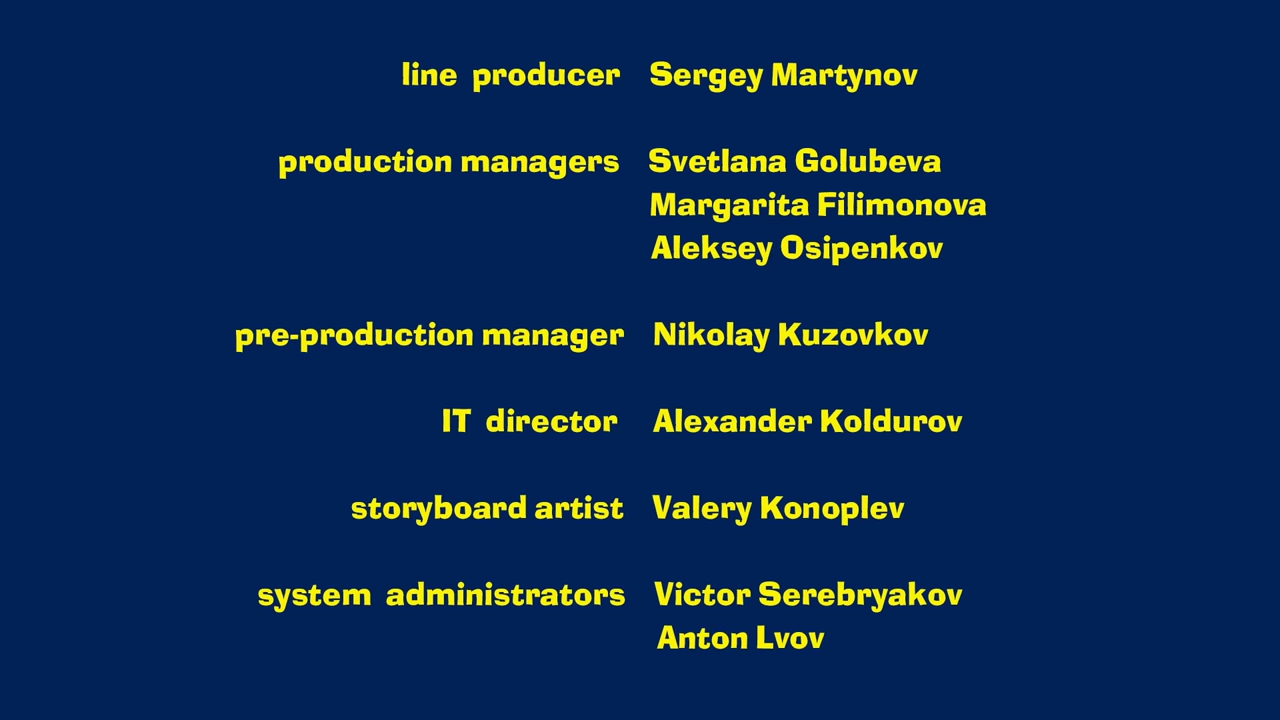 line producer Sergey Martynov
production managers Svetlana Golubeva
Margarita Filimonova
Aleksey Osipenkov
pre-production manager Nikolay Kuzovkov
IT director Alexander Koldurov
storyboard artist Valery Konoplev
system administrators Victor Serebryakov
Anton Lvov